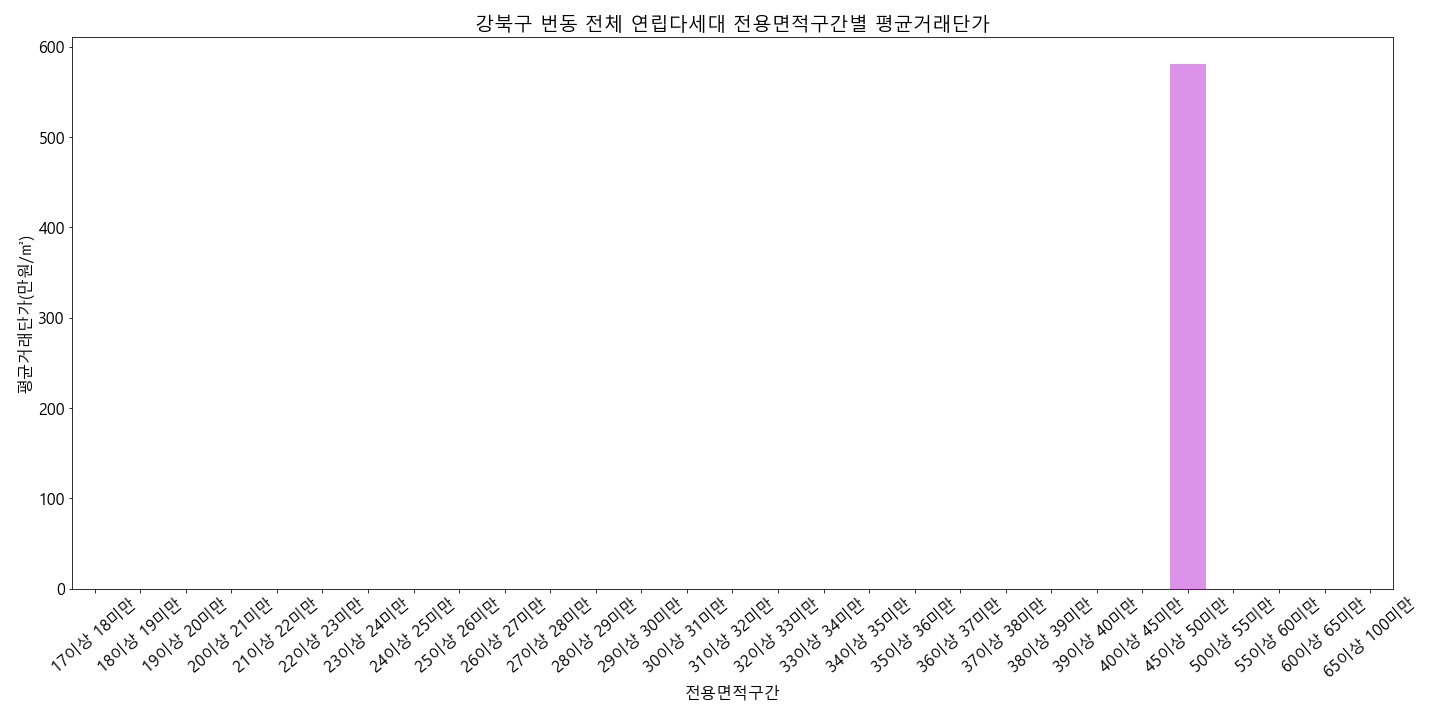 강북구 번동 전체 연립다세대 전용면적구간별 평균거래단가
600
500
400
300
200
100
0
평균거래단가(만원/㎡)
17이상 18미만
18이상 19미만
19이상 20미만
20이상 21미만
21이상 22미만
22이상 23미만
23이상 24미만
24이상 25미만
25이상 26미만
26이상 27미만
27이상 28미만
28이상 29미만
29이상 30미만
30이상 31미만
31이상 32미만
32이상 33미만
33이상 34미만
34이상 35미만
35이상 36미만
36이상 37미만
37이상 38미만
38이상 39미만
39이상 40미만
40이상 45미만
45이상 50미만
50이상 55미만
55이상 60미만
60이상 65미만
65이상 100미만
전용면적구간